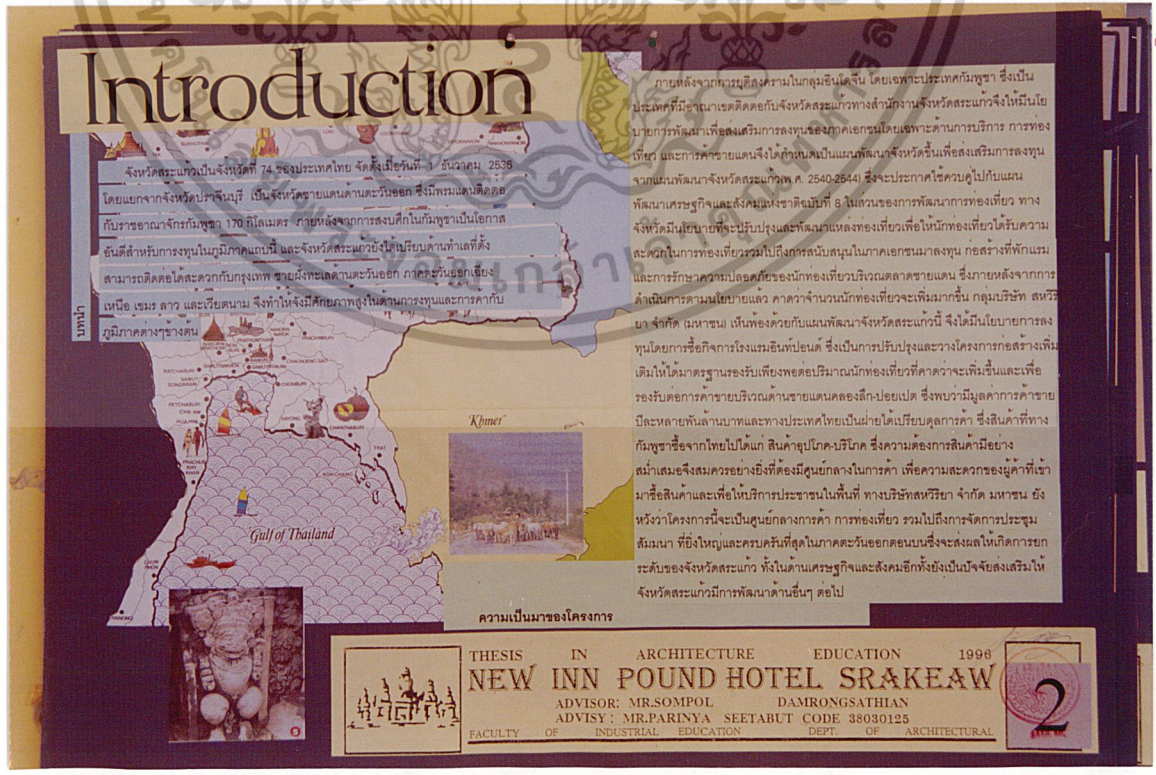 Introduction
จังหวัดสระแก้วเป็นจังหวัดที่ 74 ของประเทศไทย จัดตั้งเมื่อวันที่ 1 ธันวาคม 2536
โดยแยกจากจังหวัดปราจีนบุรี เป็นจังหวัดชายแดนด้านตะวันออก ซึ่งมีพรมแดนติดต่อ
กับราชอาณาจักรกัมพูชา 170 กิโลเมตร ภายหลังจากการสงบศึกในกัมพูชาเป็นโอกาส
อันดีสำหรับการงทุนในภูมิภาคแถบนี้ และจังหวัดสระแก้วยังได้เปรียบด้านทำเลที่ตั้ง
สามารถติดต่อได้สะดวกกับกรุงเทพ ชายฝั่งทะเลด้านตะวันออก ภาคตะวันออกเฉียง
เหนือ เขมร ลาว และเวียตนาม จึงทำให้จังมีศักยภาพสูงในด้านการงทุนและการค้ากับ
ภูมิภาคต่างๆข้างต้น
บทนำ
ภายหลังจากการยุติสงครามในกลุ่มอินโดจีน โดยเฉพาะประเทศกัมพูชา ซึ่งเป็น
ประเทศที่มีอาณาเขตติดต่อกับจังหวัดสระแก้วทางสำนักงานจังหวัดสระแก้วจึงให้มีนโย
บายการพัฒนาเพื่อส่งเสริมการลงทุนของภาคเอกชนโดยเฉพาะด้านการบริการ การทอง
เที่ยว และการค้าชายแดนจึงได้กำหนดเป็นแผนพัฒนาจังหวัดขึ้นเพื่อส่งเสริมการลงทุน
จากแผนพัฒนาจังหวัดสระแก้ว(พ.ศ. 2540-2544) ซึ่งจะประกาศใช้ควบคู่ไปกับแผน
พัฒนาเศรษฐกิจและสังคมแห่งชาติฉบับที่ 8 ในส่วนของการพัฒนาการท่องเที่ยว ทาง
จังหวัดมีนโยบายที่จะปรับปรุงและพัฒนาแหล่งท่องเที่ยวเพื่อให้นักท่องเที่ยวได้รับความ
สะดวกในการท่องเที่ยวรวมไปถึงการสนับสนุนในภาคเอกชนมาลงทุน ก่อสร้างที่พักแรม
และการรักษาความปลอดภัยของนักท่องเที่ยวบริเวณตลาดชายแดน ซึ่งภายหลังจากการ
ดำเนินการตามนโยบายแล้ว คาดว่าจำนวนนักท่องเที่ยวจะเพิ่มมากขึ้น กลุ่มบริษัท สหวิริ
ยา จำกัด (มหาชน) เห็นพ้องด้วยกับแผนพัฒนาจังหวัดสระแก้วนี้ จึงได้มีนโยบายการลง
ทุนโดยการซื้อกิจการโรงแรมอินท์ปอนด์ ซึ่งเป็นการปรับปรุงและวางโครงการก่อสร้างเพิ่ม
เติมให้ได้มาตรฐานรองรับเพียงพอต่อปริมาณนักท่องเที่ยวที่คาดว่าจะเพิ่มขึ้นและเพื่อ
รองรับต่อการค้าขายบริเวณด้านชายแดนคลองลึก-ปอยเปต ซึ่งพบว่ามีมูลค่าการค้าขาย
ปีละหลายพันล้านบาทและทางประเทศไทยเป็นฝ่ายได้เปรียบดุลการค้า ซึ่งสินค้าที่ทาง
กัมพูชาซื้อจากไทยไปได้แก่ สินค้าอุปโภค-บริโภค ซึ่งความต้องการสินค้ามีอย่าง
สม่ำเสมอจึงสมควรอย่างยิ่งที่ต้องมีศูนย์กลางในการค้า เพื่อความสะดวกของผู้ค้าที่เข้า
มาซื้อสินค้าและเพื่อให้บริการประชาชนในพื้นที่ ทางบริษัทสหวิริยา จำกัด มหาชน ยัง
หวังว่าโครงการนี้จะเป็นศูนย์กลางการค้า การท่องเที่ยว รวมไปถึงการจัดการประชุม
สัมมนา ที่ยิ่งใหญ่และครบครันที่สุดในภาคตะวันออกตอนบนซึ่งจะส่งผลให้เกิดการยก
ระดับของจังหวัดสระแก้ว ทั้งในด้านเศรษฐกิจและสังคมอีกทั้งยังเป็นปัจจัยส่งเสริมให้
จังหวัดสระแก้วมีการพัฒนาด้านอื่นๆ ต่อไป
ความเป็นมาของโครงการ
Khmer
Gulf of Thailand
PRACHINBURI
CHACHOENG SAO
RATCHABURI
CHONBURI
PETCHABURI
CHA-AM
HUA HIN
RAYONG
CHANTHABURI
TRAT
KOH CHANG
PRACHUB
KIRI
KHAN
CHUM
PHON
RANONG
THESIS IN ARCHITECTURE EDUCATION 1996
NEW INN POUND HOTEL SRAKEAW
ADVISOR: MR.SOMPOL DAMRONGSATHIAN
ADVISY : MR.PARINYA SEETABUT CODE 38030125
FACULTY OF INDUSTRIAL EDUCATION DEPT. OF ARCHITECTURAL
2